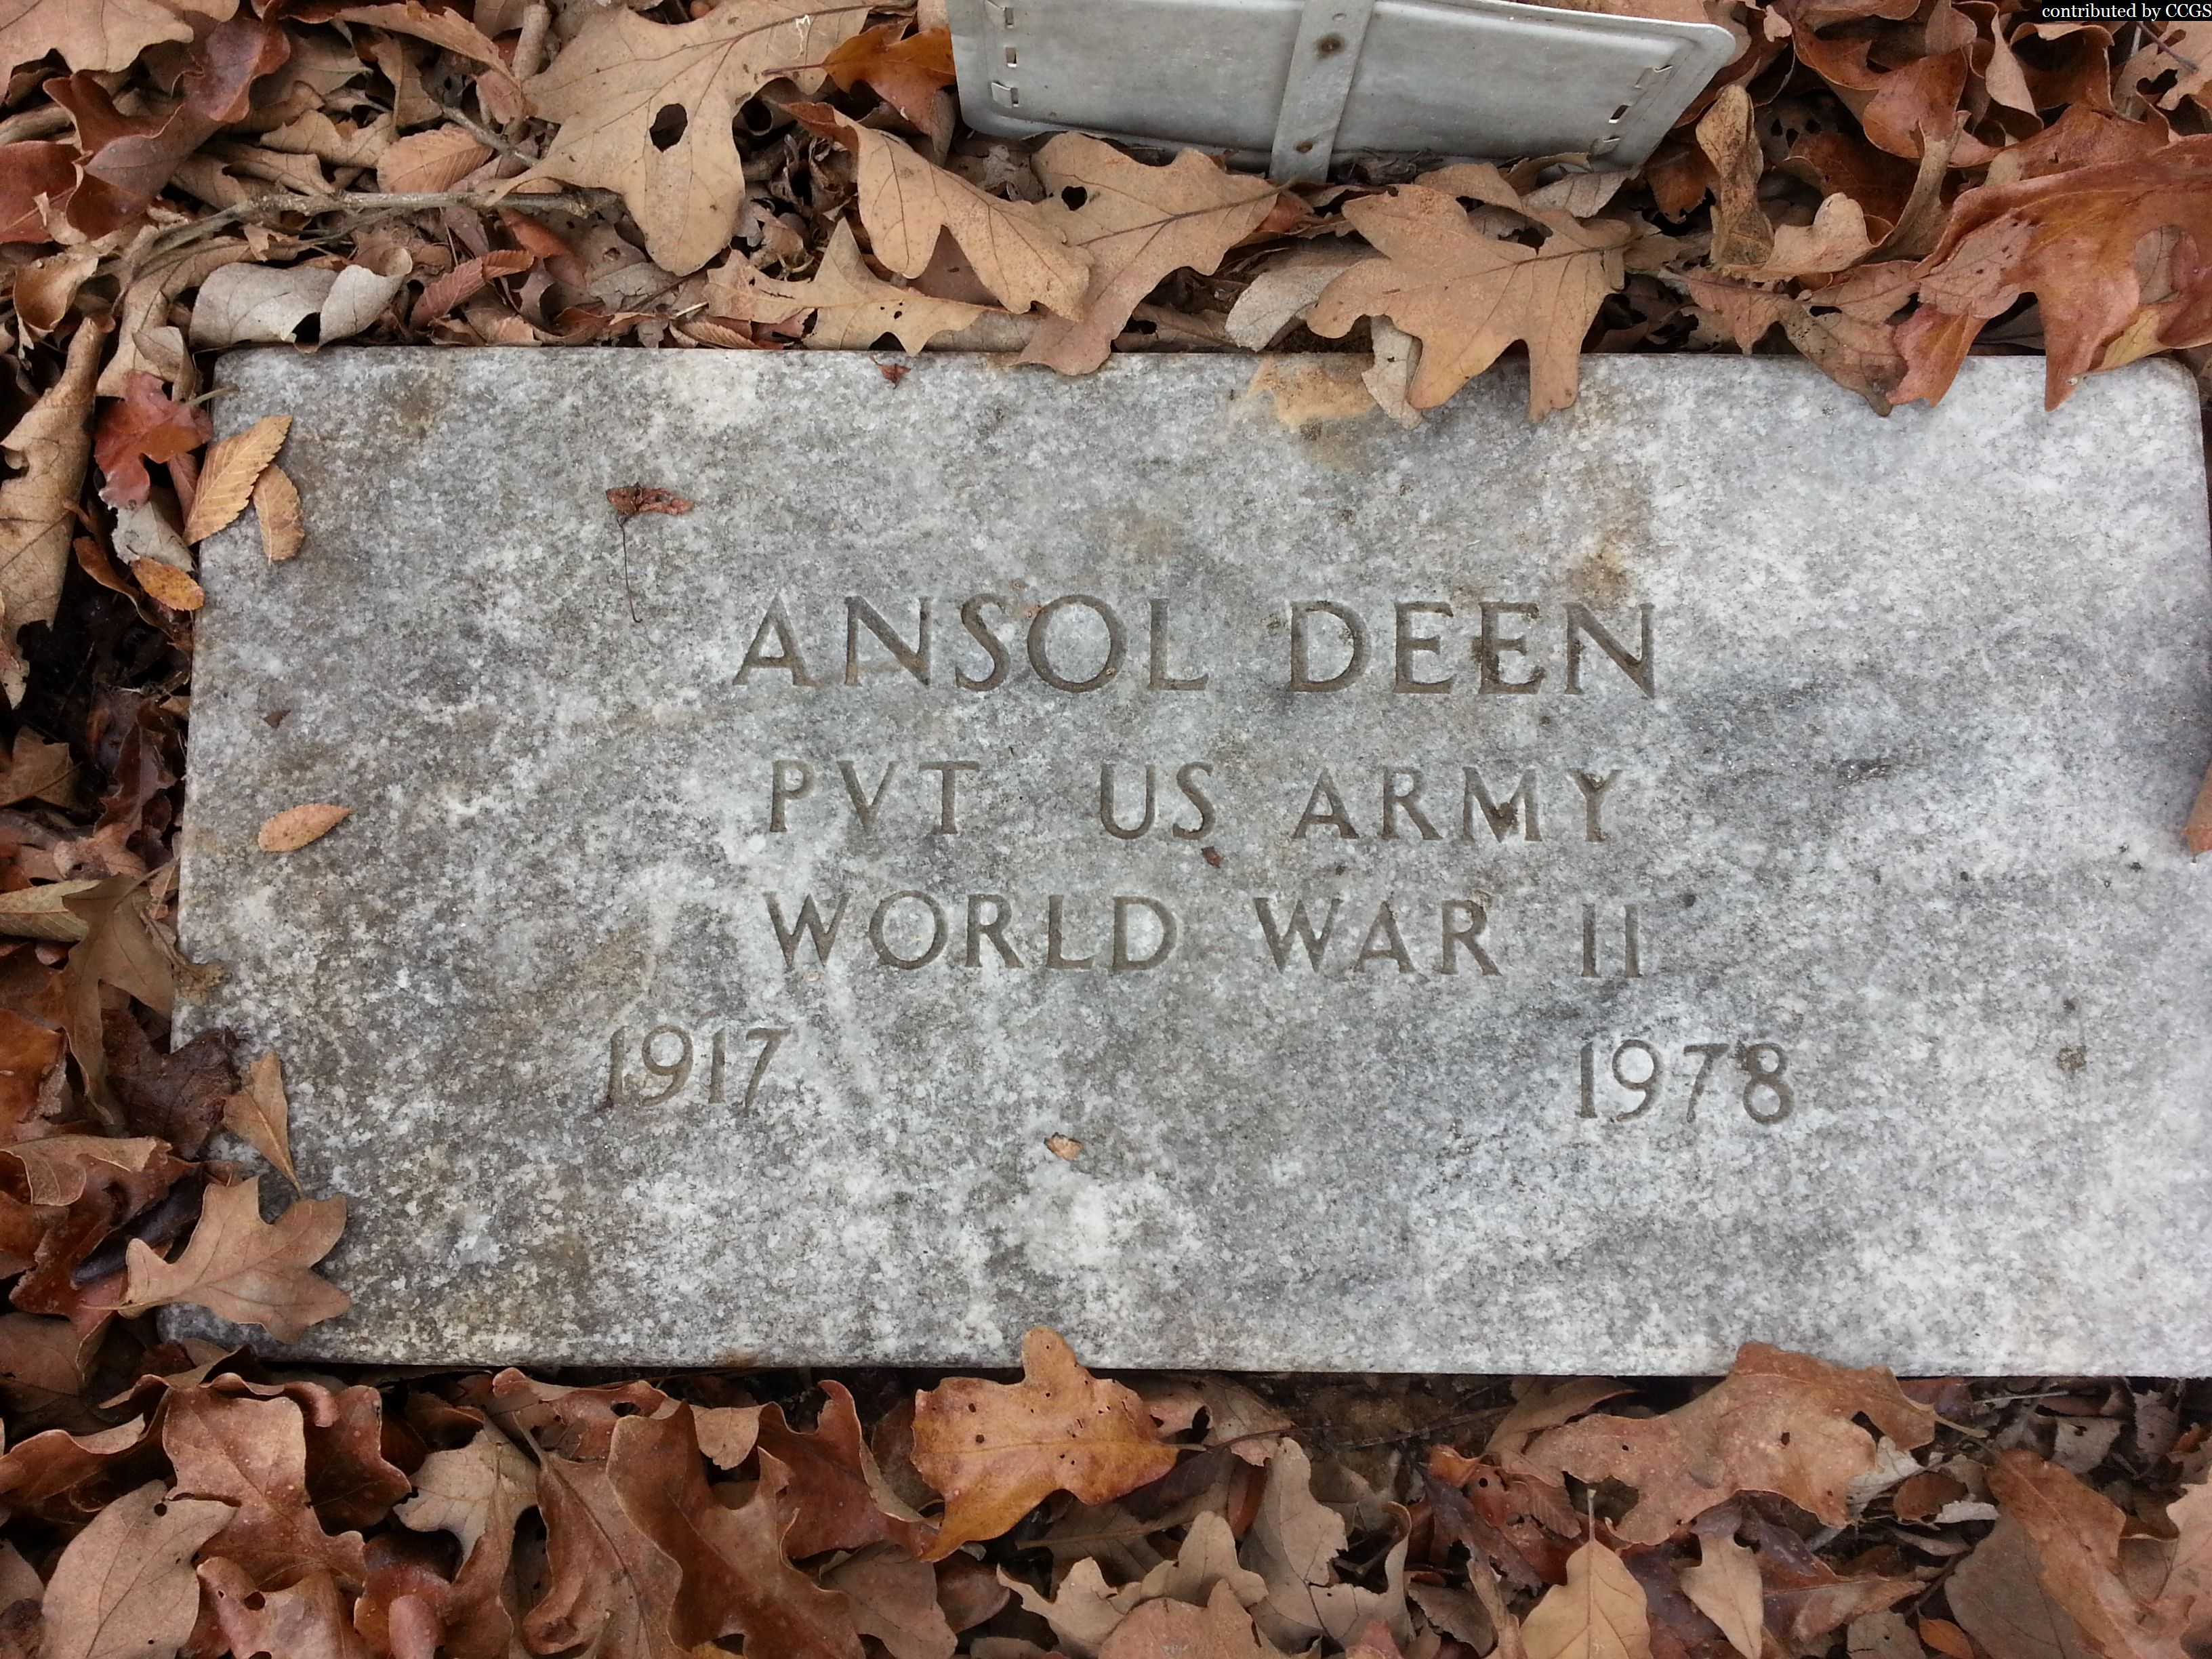 contributed by CCGS
ANSOL DEEN
PVT US ARMY
WORLD WAR II
1917 1978